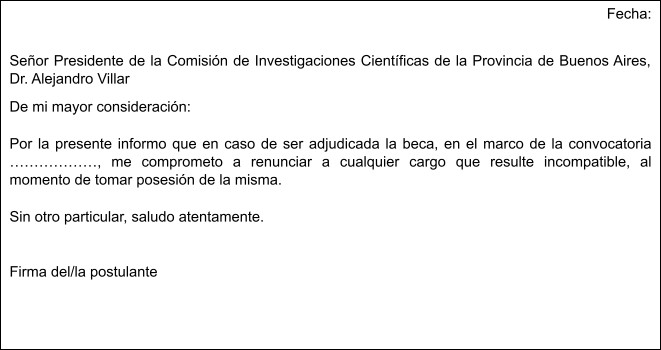 Fecha:
Señor Presidente de la Comisión de Investigaciones Científicas de la Provincia de Buenos Aires,
Dr. Alejandro Villar
De mi mayor consideración:
Por la presente informo que en caso de ser adjudicada la beca, en el marco de la convocatoria
………………, me comprometo a renunciar a cualquier cargo que resulte incompatible, al
momento de tomar posesión de la misma.
Sin otro particular, saludo atentamente.
Firma del/la postulante